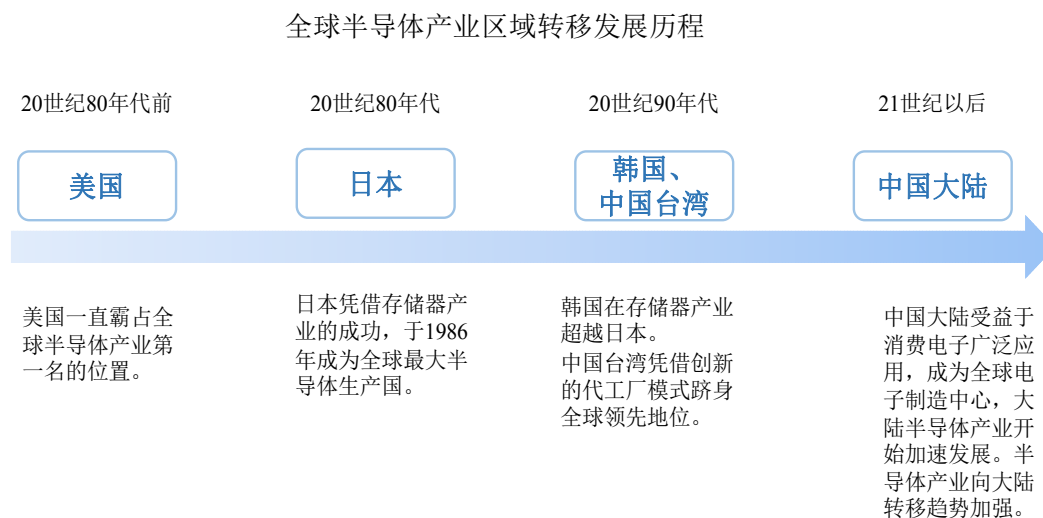 全球半导体产业区域转移发展历程
20世纪80年代前
20世纪80年代
20世纪90年代
21世纪以后
美国
日本
韩国、
中国台湾
中国大陆
美国一直霸占全
球半导体产业第
一名的位置。
日本凭借存储器产
业的成功，于1986
年成为全球最大半
导体生产国。
韩国在存储器产业
超越日本。
中国台湾凭借创新
的代工厂模式跻身
全球领先地位。
中国大陆受益于
消费电子广泛应
用，成为全球电
子制造中心，大
陆半导体产业开
始加速发展。半
导体产业向大陆
转移趋势加强。